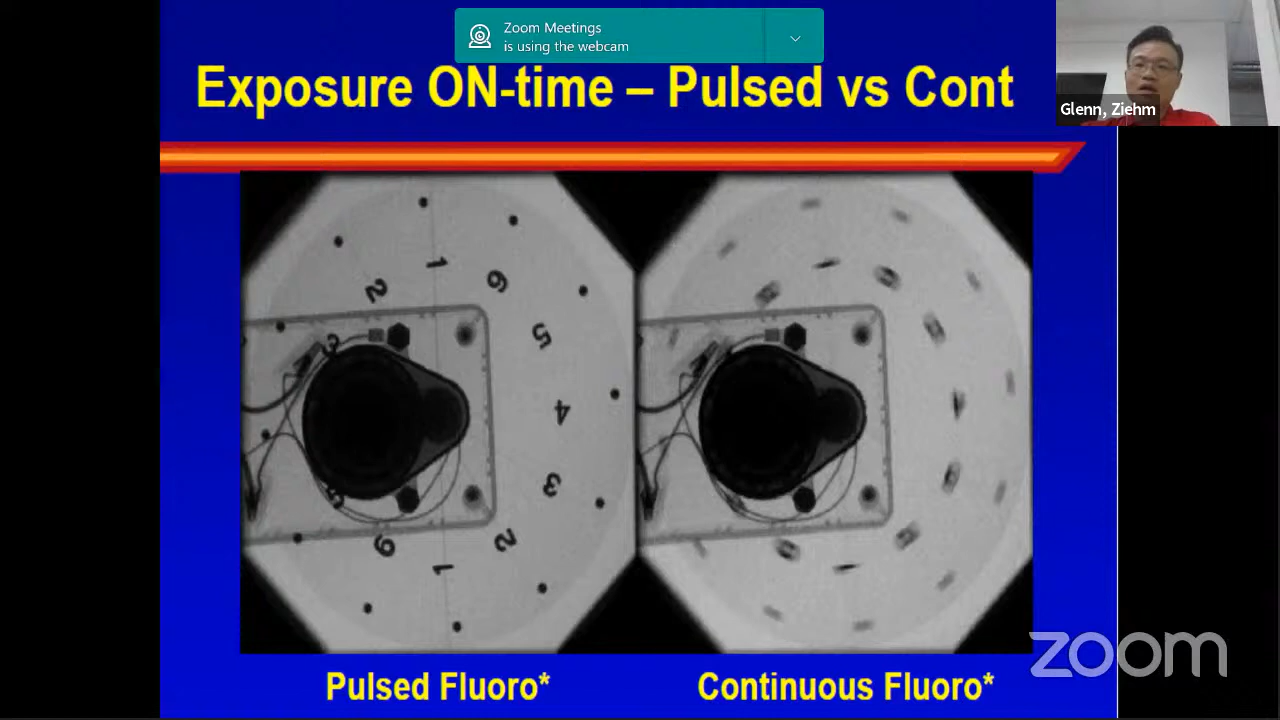 Zoom Meetings
is using the webcam
Exposure ON-time – Pulsed vs Cont
Glenn, Ziehm
1
2
6
5
4
3
2
1
6
5
Pulsed Fluoro*
Continuous Fluoro*
zoom